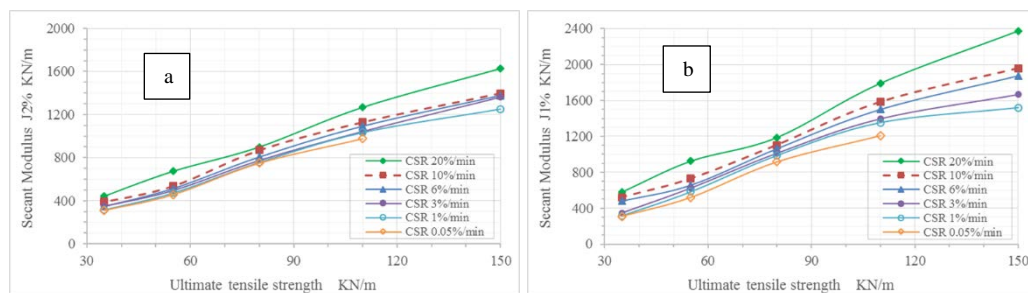 a
Secant Modulus J2% KN/m
2000
1600
1200
800
400
0
CSR 20%/min
CSR 10%/min
CSR 6%/min
CSR 3%/min
CSR 1%/min
CSR 0.05%/min
30 60 90 120 150
Ultimate tensile strength KN/m
b
Secant Modulus J1% KN/m
2400
2000
1600
1200
800
400
0
CSR 20%/min
CSR 10%/min
CSR 6%/min
CSR 3%/min
CSR 1%/min
CSR 0.05%/min
30 60 90 120 150
Ultimate tensile strength KN/m